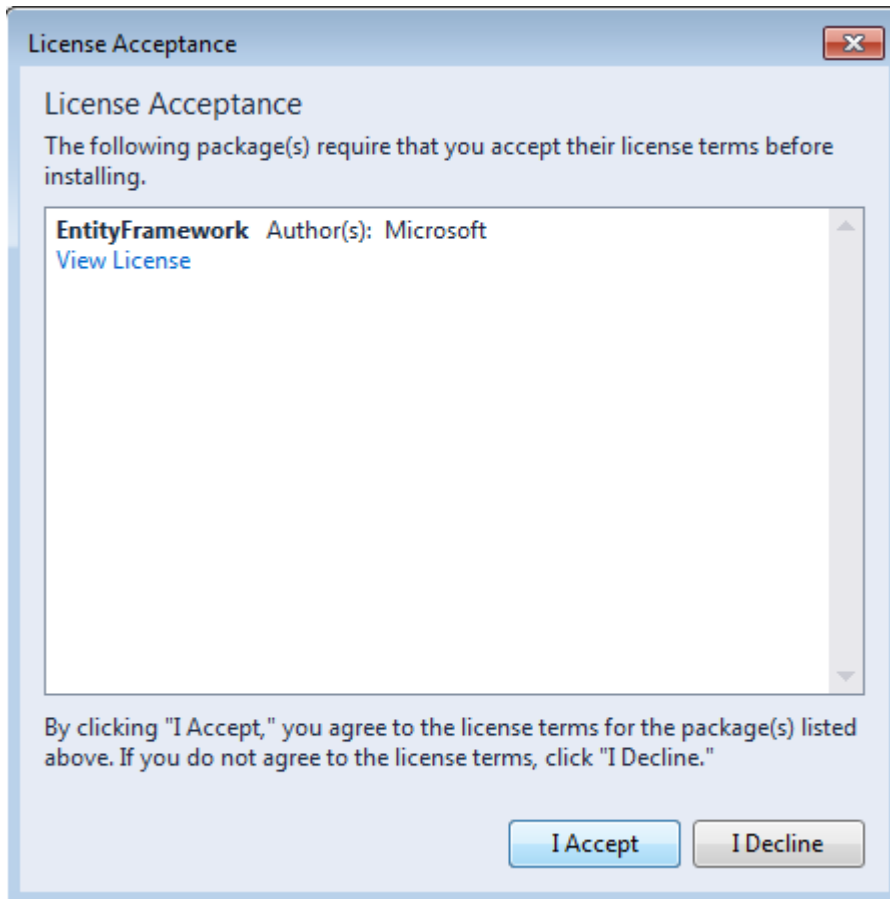 License Acceptance
License Acceptance
The following package(s) require that you accept their license terms before
installing.
EntityFramework Author(s): Microsoft
View License
By clicking "I Accept," you agree to the license terms for the package(s) listed
above. If you do not agree to the license terms, click "I Decline."
I Accept I Decline